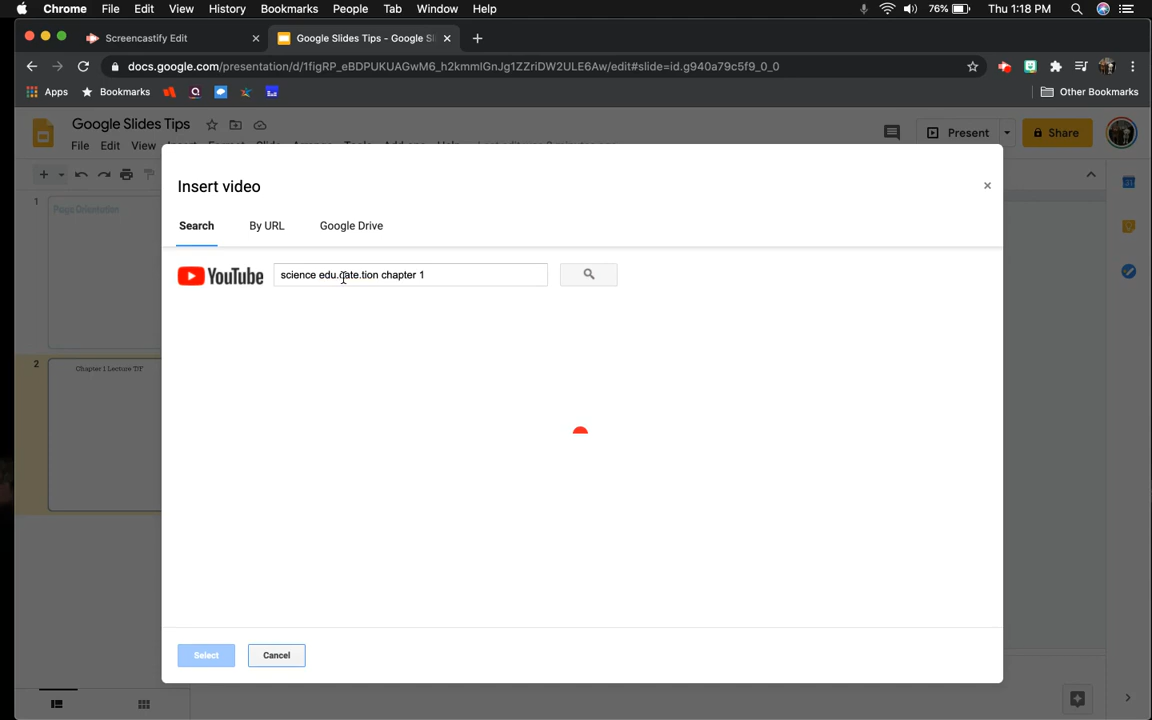 Chrome File Edit View History Bookmarks People Tab Window Help 76% Thu 1:18 PM
Screencastify Edit Google Slides Tips - Google Sl
docs.google.com/presentation/d/1figRP_eBDPUKUAGwM6_h2kmmIGnJg1ZZriDW2ULE6Aw/edit#slide=id.g940a79c5f9_0_0
Apps Bookmarks Other Bookmarks
Google Slides Tips
Present Share
File Edit View
Insert video
Search By URL Google Drive
YouTube science edu.cate.tion chapter 1
1 Page Orientation
2 Chapter 1 Lecture TIF
Select Cancel